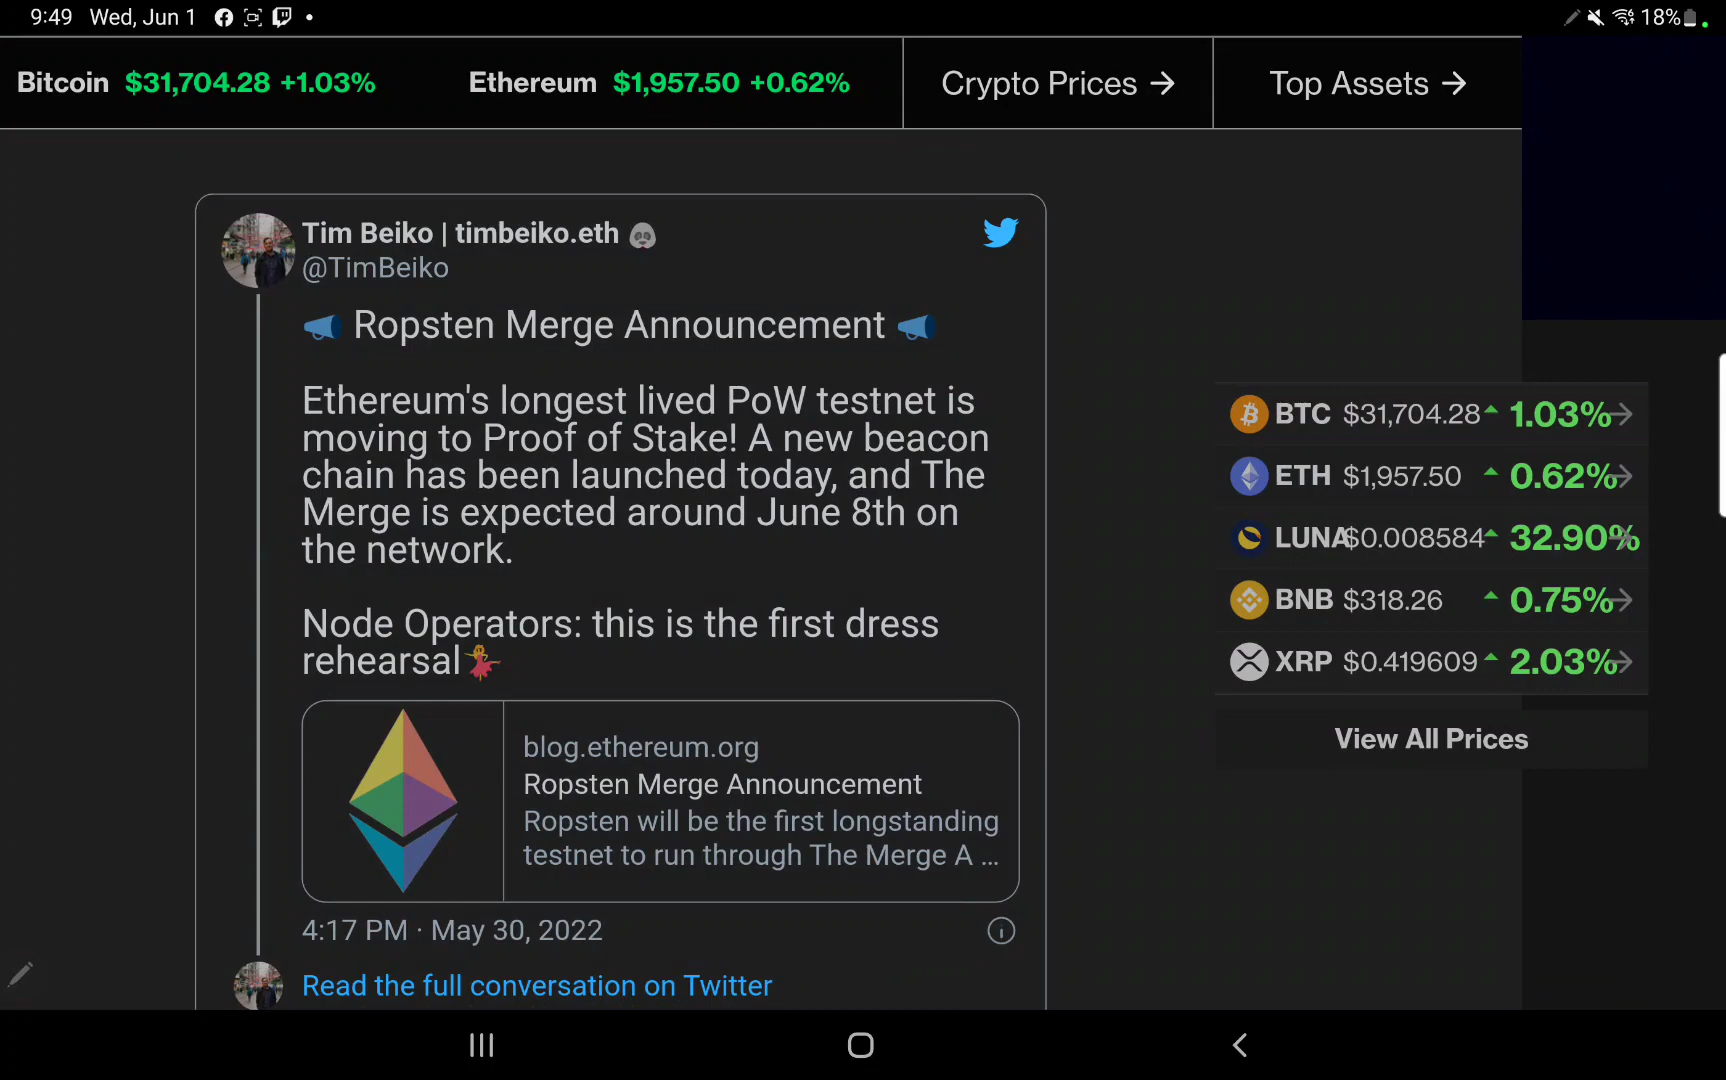 9:49 Wed, Jun 1
18%
Bitcoin $31,704.28 +1.03% Ethereum $1,957.50 +0.62% Crypto Prices → Top Assets →
Tim Beiko | timbeiko.eth 🐼
@TimBeiko
📣 Ropsten Merge Announcement 📣
Ethereum's longest lived PoW testnet is
moving to Proof of Stake! A new beacon
chain has been launched today, and The
Merge is expected around June 8th on
the network.
Node Operators: this is the first dress
rehearsal💃
blog.ethereum.org
Ropsten Merge Announcement
Ropsten will be the first longstanding
testnet to run through The Merge A ...
4:17 PM · May 30, 2022
Read the full conversation on Twitter
BTC $31,704.28 1.03%
ETH $1,957.50 0.62%
LUNA $0.008584 32.90%
BNB $318.26 0.75%
XRP $0.419609 2.03%
View All Prices